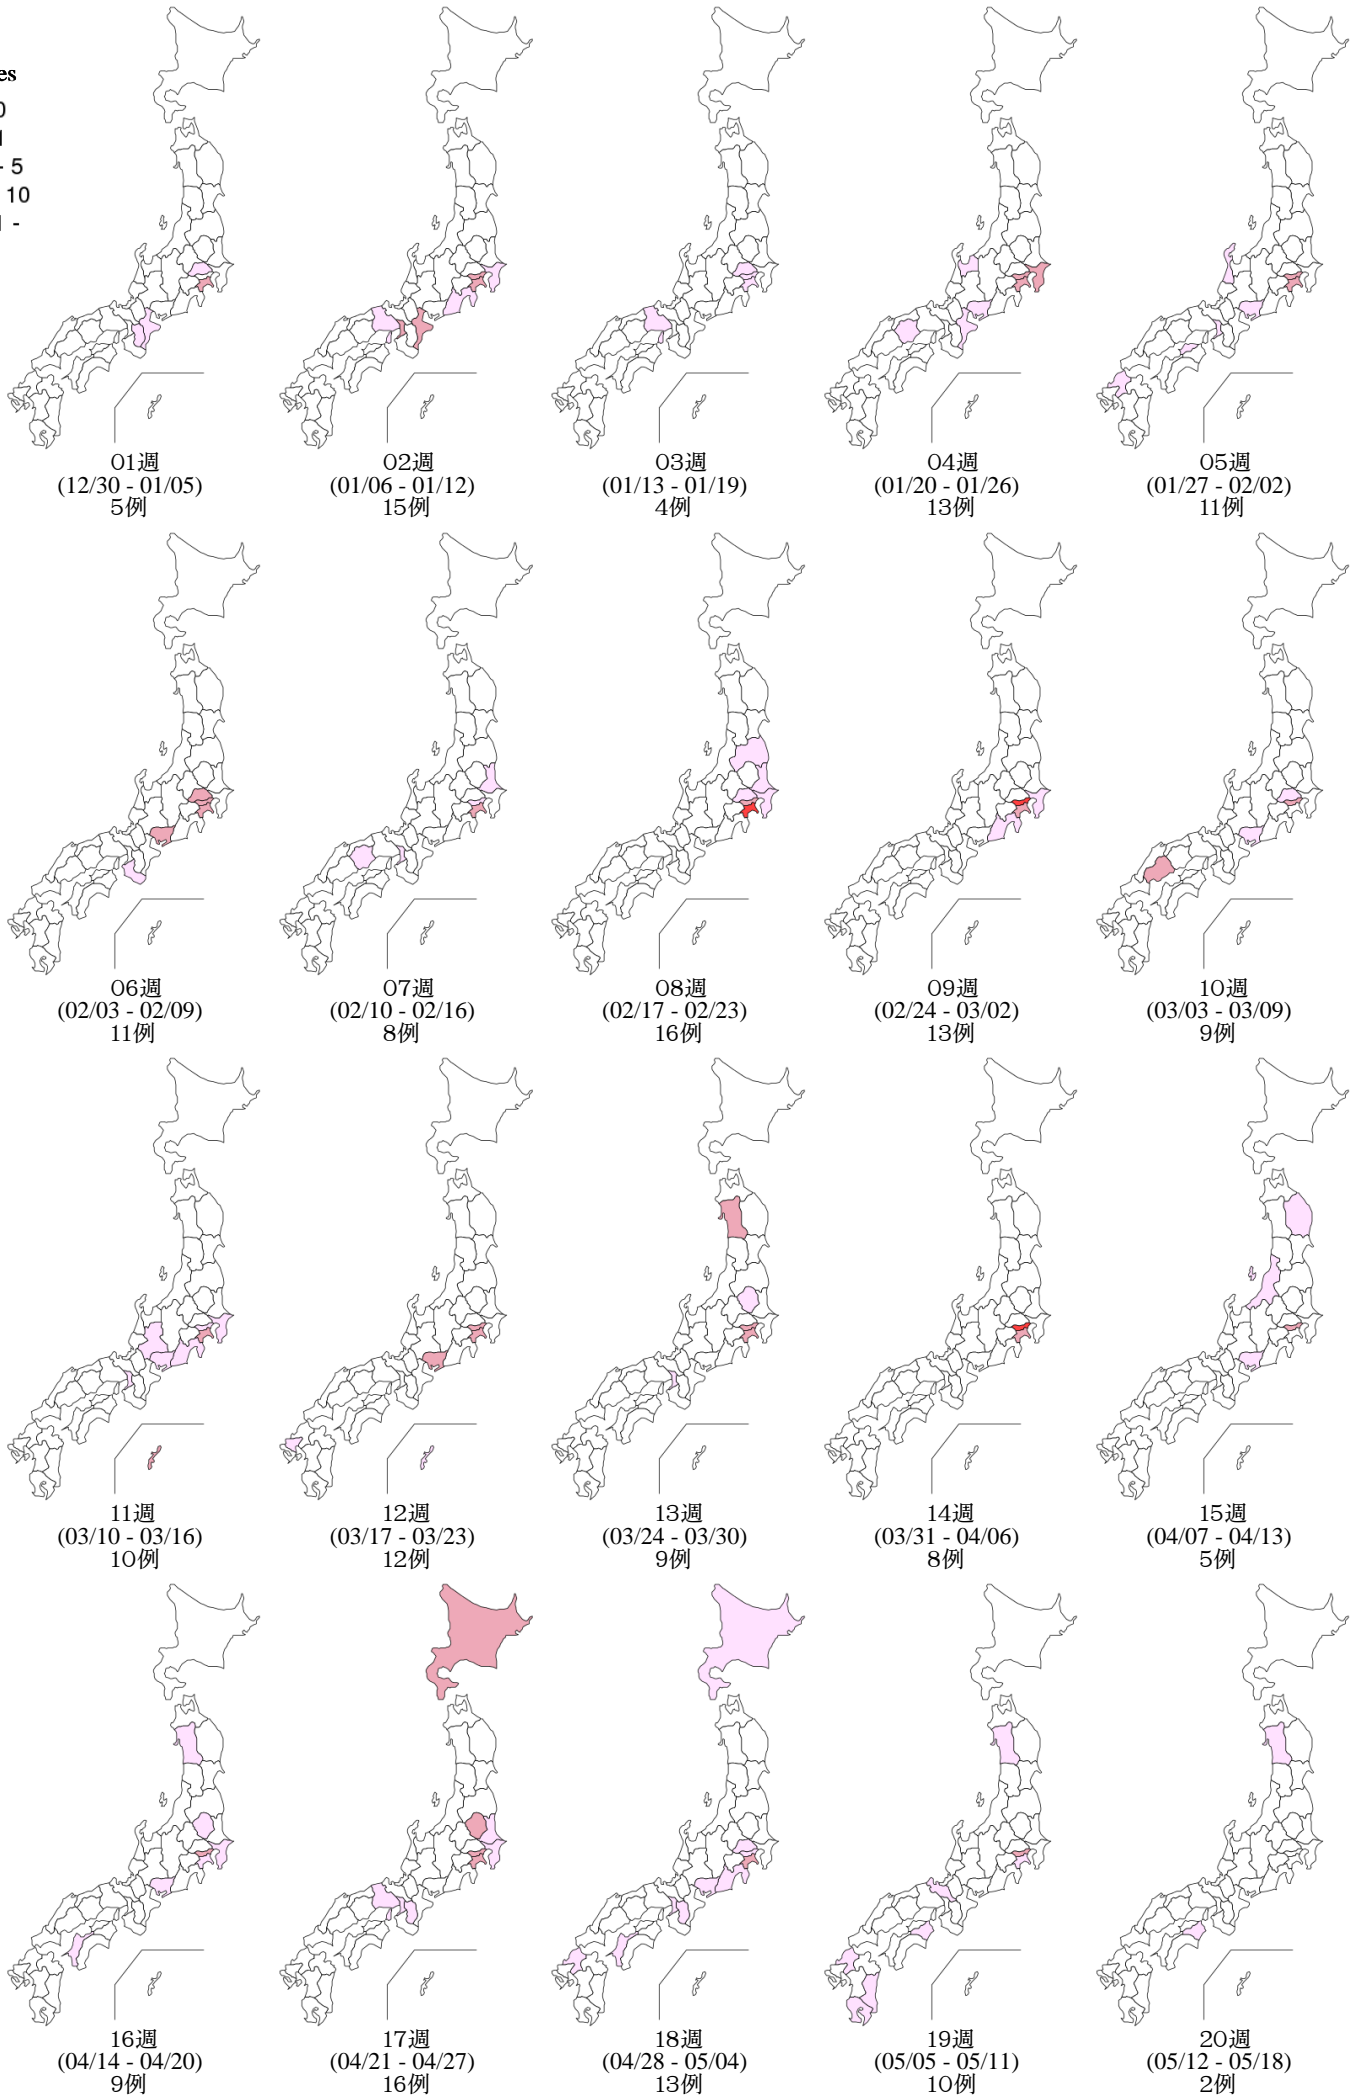 es
0
1
- 5
10
1 -
01週
(12/30 - 01/05)
5例
02週
(01/06 - 01/12)
15例
03週
(01/13 - 01/19)
4例
04週
(01/20 - 01/26)
13例
05週
(01/27 - 02/02)
11例
06週
(02/03 - 02/09)
11例
07週
(02/10 - 02/16)
8例
08週
(02/17 - 02/23)
16例
09週
(02/24 - 03/02)
13例
10週
(03/03 - 03/09)
9例
11週
(03/10 - 03/16)
10例
12週
(03/17 - 03/23)
12例
13週
(03/24 - 03/30)
9例
14週
(03/31 - 04/06)
8例
15週
(04/07 - 04/13)
5例
16週
(04/14 - 04/20)
9例
17週
(04/21 - 04/27)
16例
18週
(04/28 - 05/04)
13例
19週
(05/05 - 05/11)
10例
20週
(05/12 - 05/18)
2例